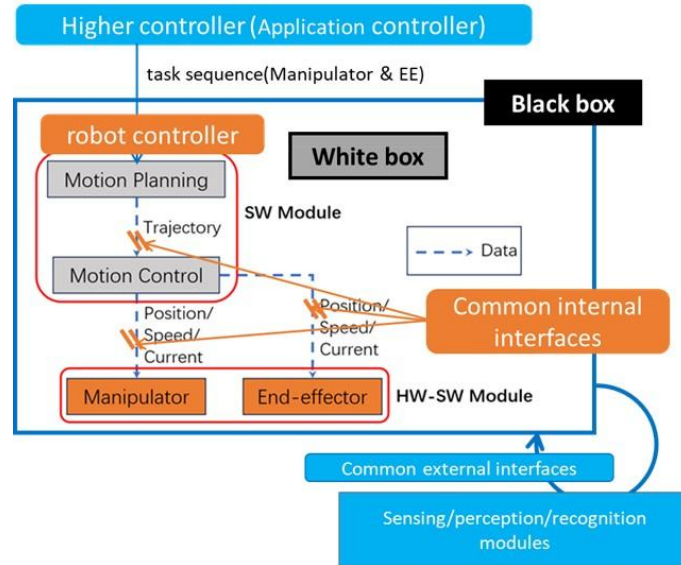 Higher controller (Application controller)
task sequence(Manipulator & EE)
Black box
robot controller
White box
Motion Planning
SW Module
Trajectory
Data
Motion Control
Position/
Speed/
Current
Position/
Speed/
Current
Common internal
interfaces
Manipulator
End-effector
HW-SW Module
Common external interfaces
Sensing/perception/recognition
modules